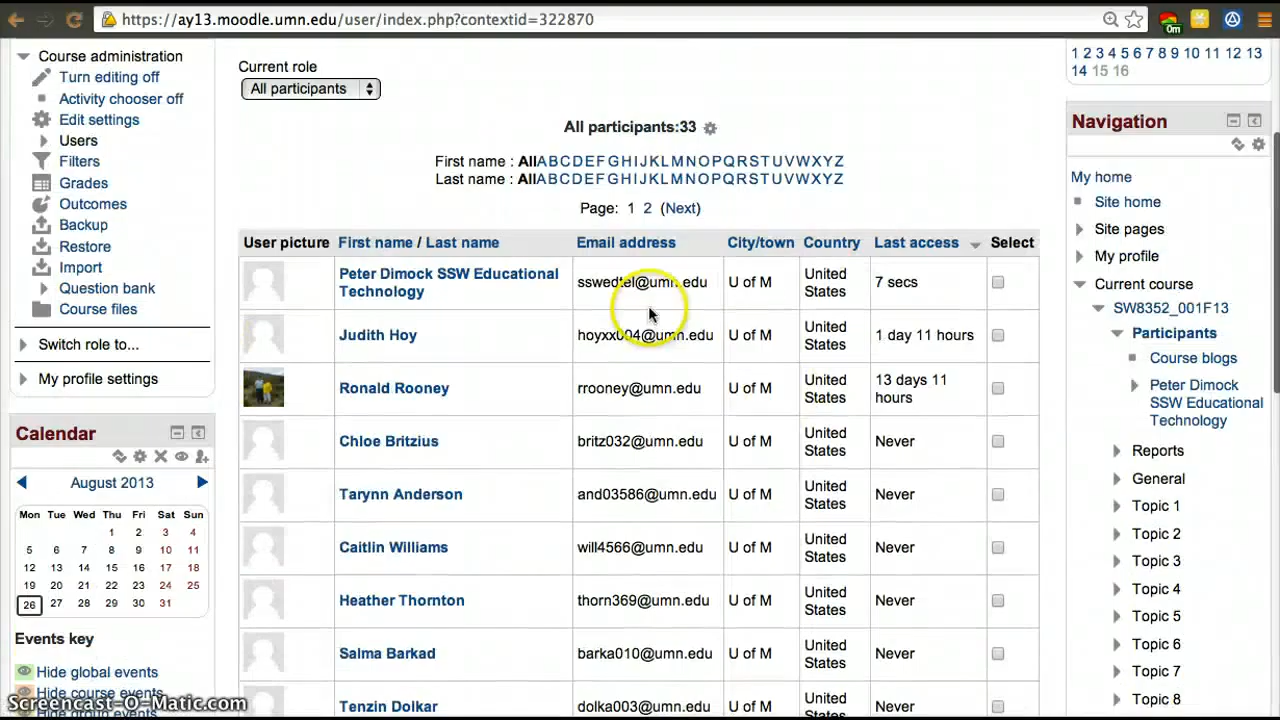 https://ay13.moodle.umn.edu/user/index.php?contextid=322870
0m
Course administration
Turn editing off
Activity chooser off
Edit settings
Users
Filters
Grades
Outcomes
Backup
Restore
Import
Question bank
Course files
Switch role to...
My profile settings
Calendar
August 2013
Mon Tue Wed Thu Fri Sat Sun
1 2 3 4
5 6 7 8 9 10 11
12 13 14 15 16 17 18
19 20 21 22 23 24 25
26 27 28 29 30 31
Events key
Hide global events
Hide course events
Hide group events
Screencast-O-Matic.com
Current role
All participants
All participants:33
First name : All A B C D E F G H I J K L M N O P Q R S T U V W X Y Z
Last name : All A B C D E F G H I J K L M N O P Q R S T U V W X Y Z
Page: 1 2 (Next)
User picture First name / Last name Email address City/town Country Last access Select
Peter Dimock SSW Educational Technology sswedtel@umn.edu U of M United States 7 secs
Judith Hoy hoyxx004@umn.edu U of M United States 1 day 11 hours
Ronald Rooney rrooney@umn.edu U of M United States 13 days 11 hours
Chloe Britzius britz032@umn.edu U of M United States Never
Tarynn Anderson and03586@umn.edu U of M United States Never
Caitlin Williams will4566@umn.edu U of M United States Never
Heather Thornton thorn369@umn.edu U of M United States Never
Salma Barkad barka010@umn.edu U of M United States Never
Tenzin Dolkar dolka003@umn.edu U of M United Never
1 2 3 4 5 6 7 8 9 10 11 12 13
14 15 16
Navigation
My home
Site home
Site pages
My profile
Current course
SW8352_001F13
Participants
Course blogs
Peter Dimock
SSW Educational
Technology
Reports
General
Topic 1
Topic 2
Topic 3
Topic 4
Topic 5
Topic 6
Topic 7
Topic 8